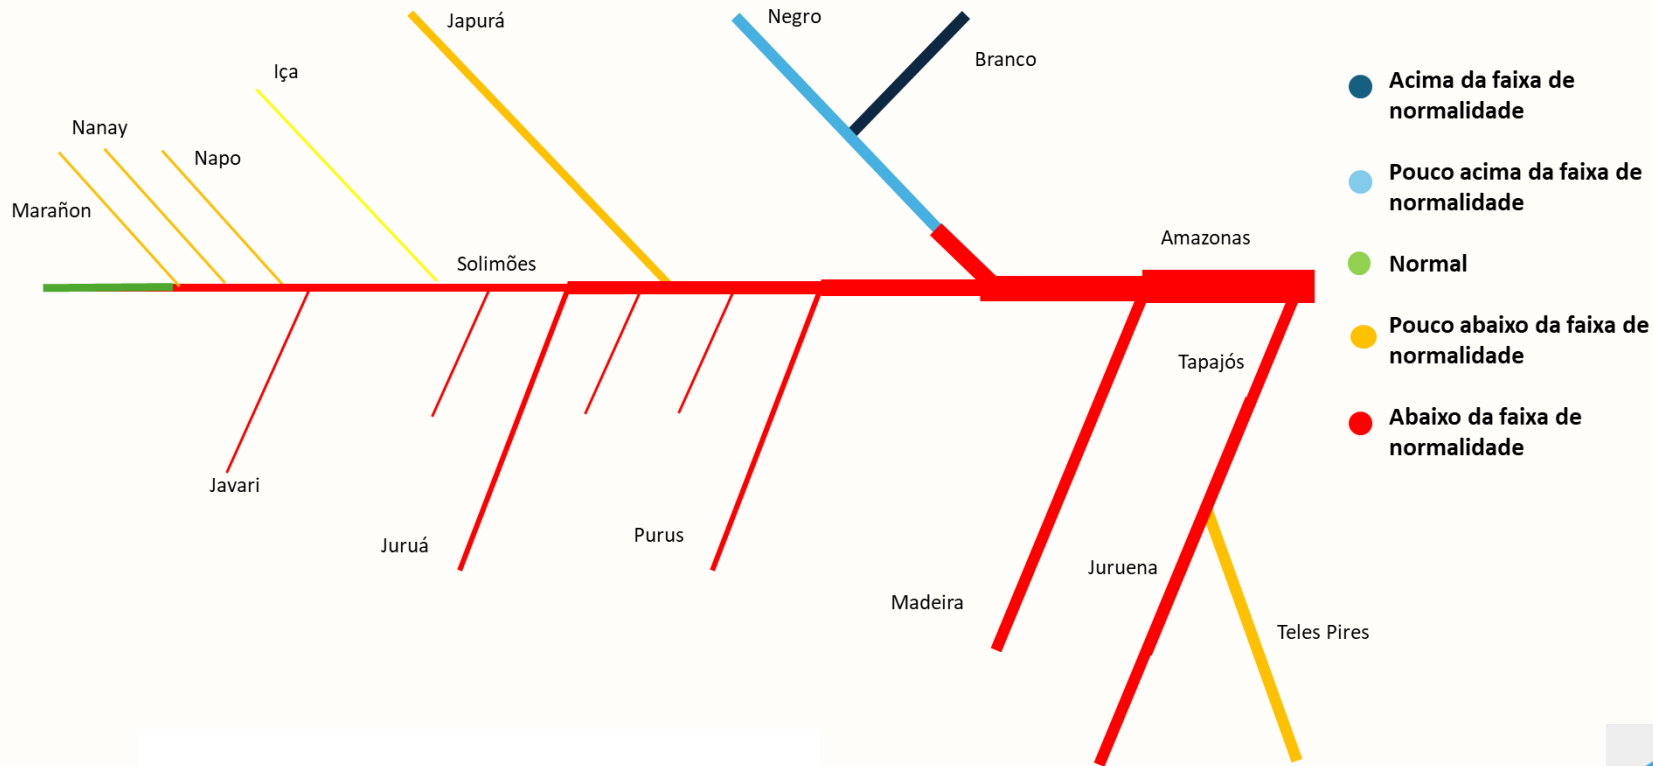 Japurá
Negro
Branco
Iça
Nanay
Napo
Marañon
Solimões
Amazonas
Tapajós
Javari
Juruá
Purus
Madeira
Juruena
Teles Pires
Acima da faixa de
normalidade
Pouco acima da faixa de
normalidade
Normal
Pouco abaixo da faixa de
normalidade
Abaixo da faixa de
normalidade